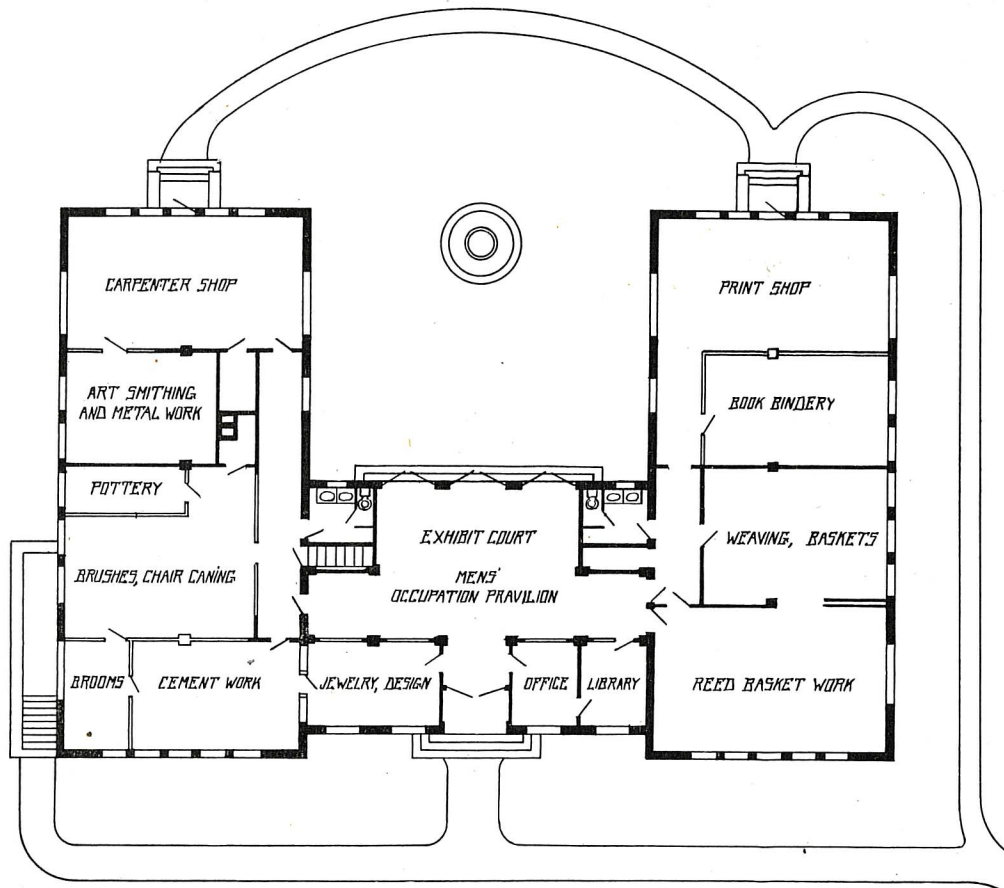 CARPENTER SHOP
PRINT SHOP
ART SMITHING
AND METAL WORK
BOOK BINDERY
POTTERY
EXHIBIT COURT
WEAVING, BASKETS
BRUSHES, CHAIR CANING
MENS'
OCCUPATION PRAVILION
BROOMS
CEMENT WORK
JEWELRY, DESIGN
OFFICE
LIBRARY
REED BASKET WORK